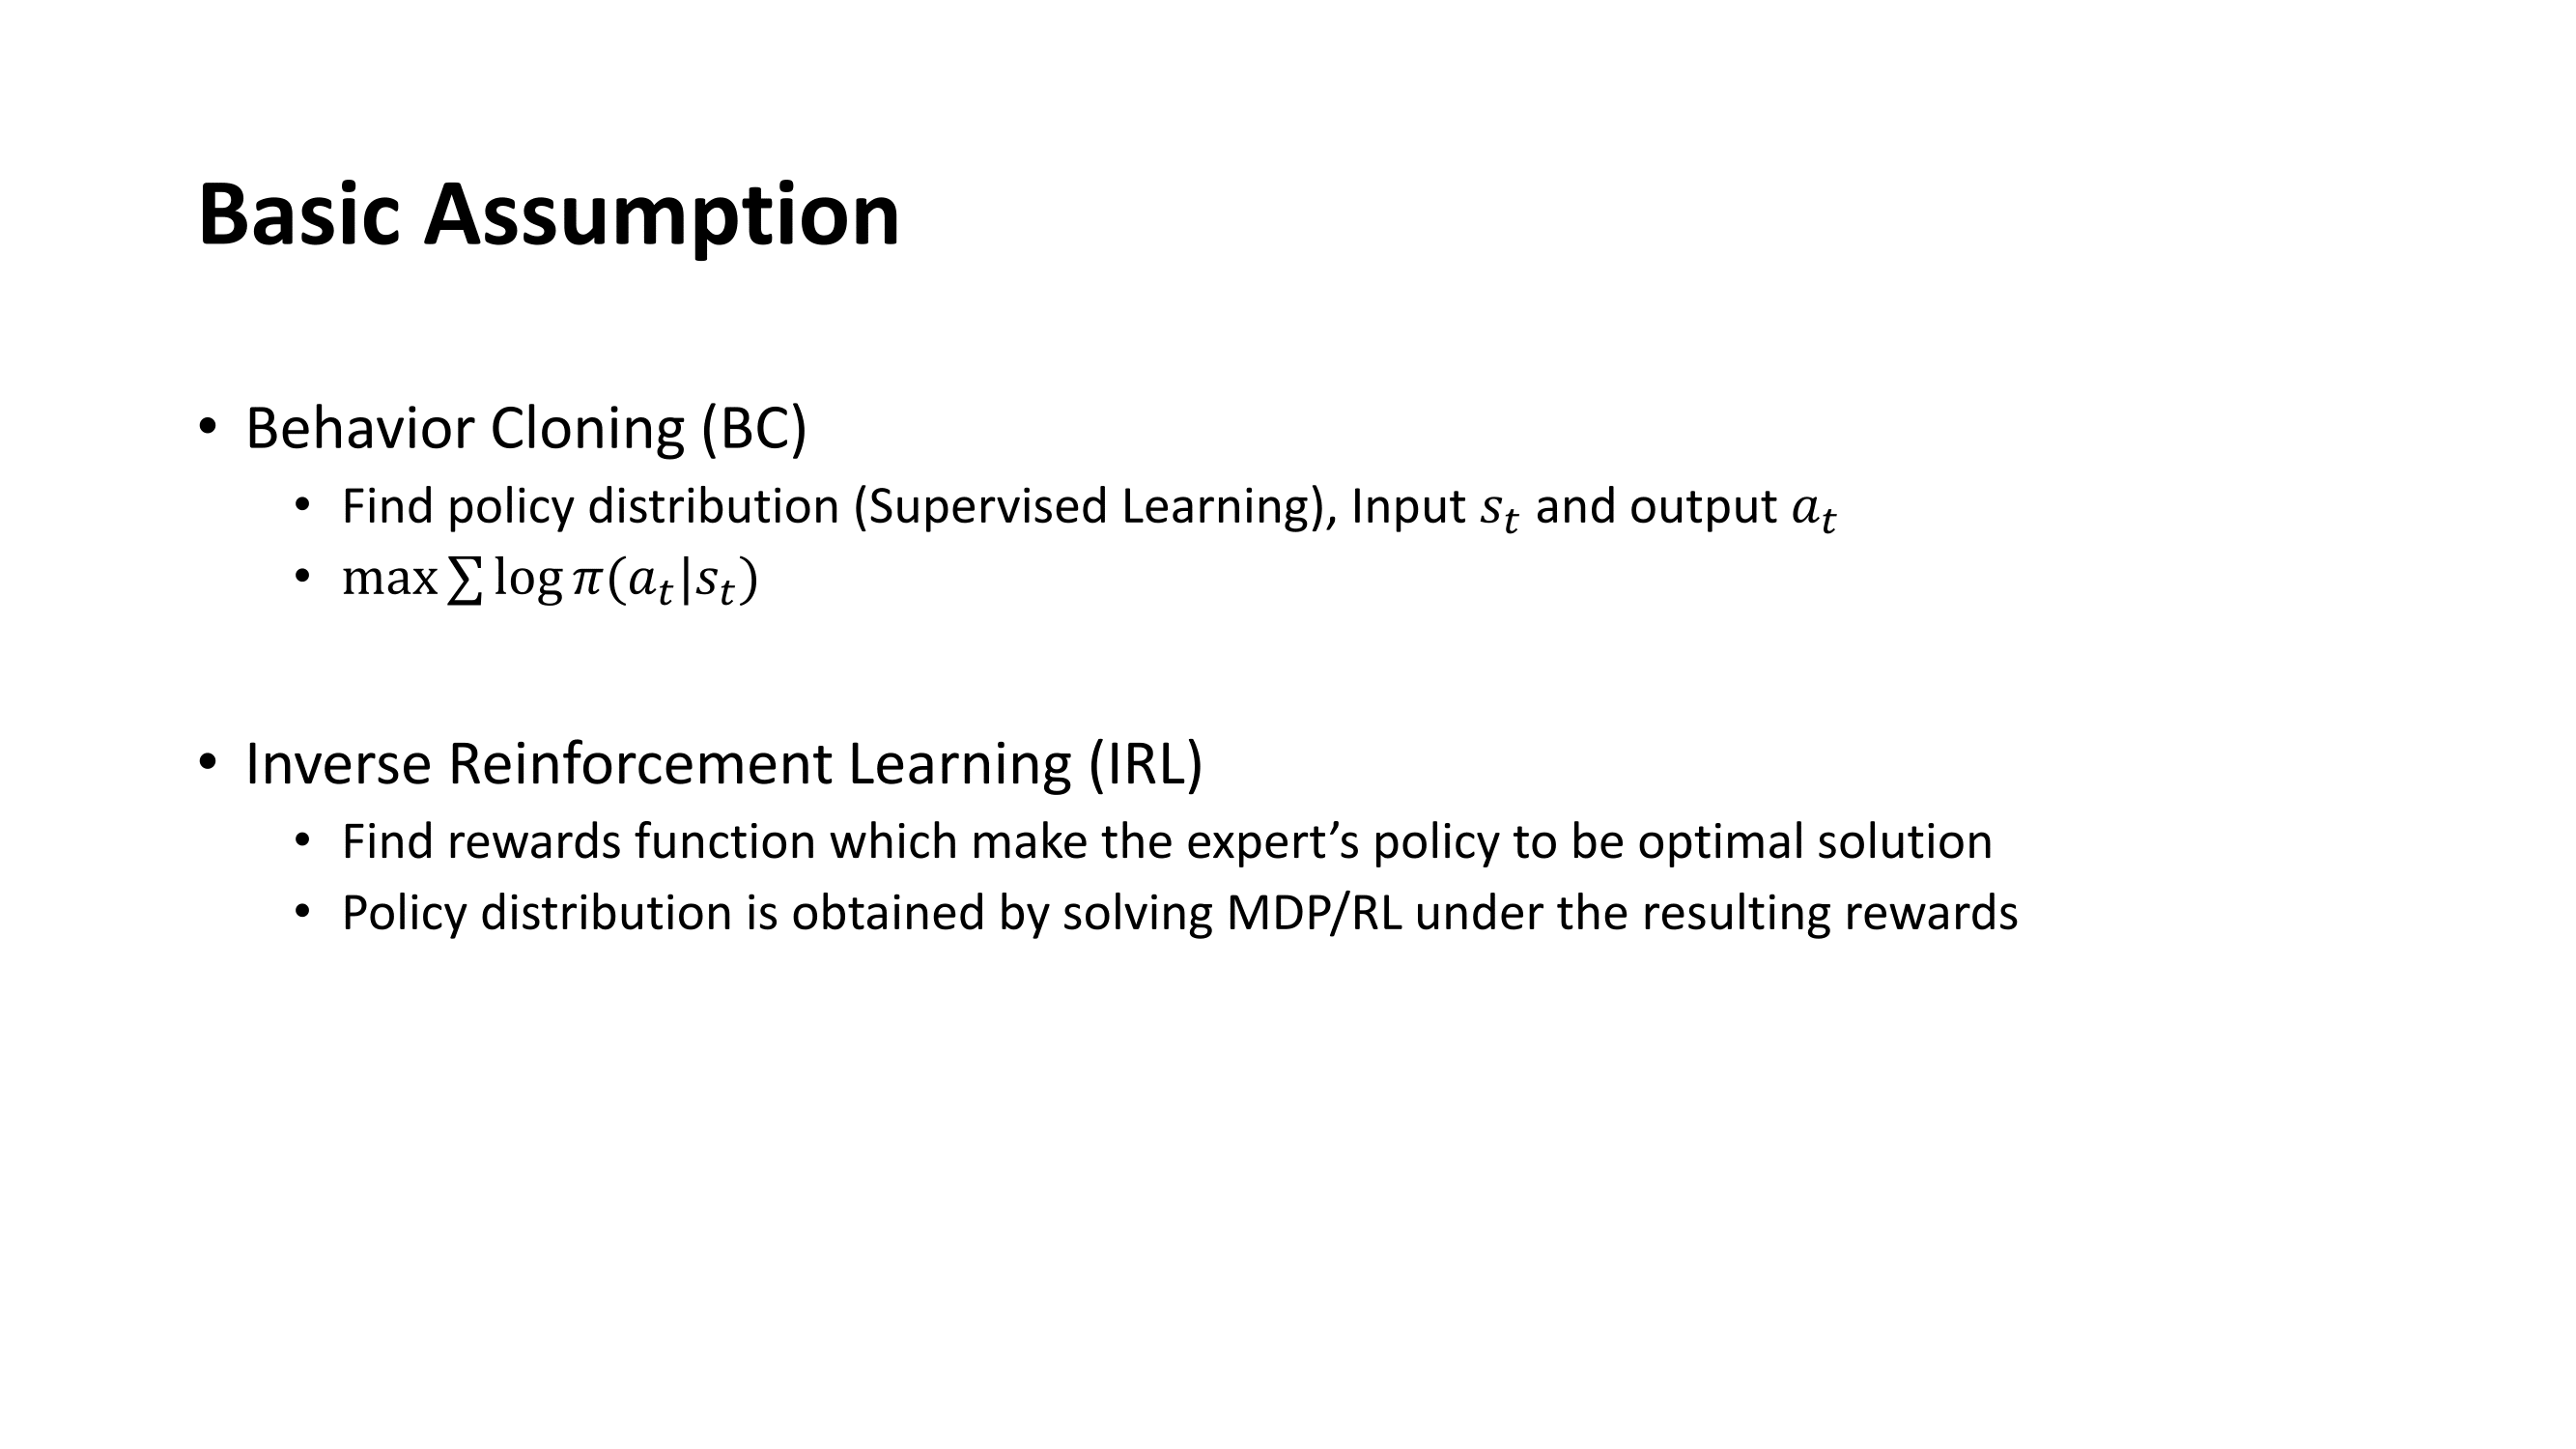 Basic Assumption
• Behavior Cloning (BC)
• Find policy distribution (Supervised Learning), Input $s_t$ and output $a_t$
• $\max \sum \log \pi(a_t|s_t)$
• Inverse Reinforcement Learning (IRL)
• Find rewards function which make the expert’s policy to be optimal solution
• Policy distribution is obtained by solving MDP/RL under the resulting rewards